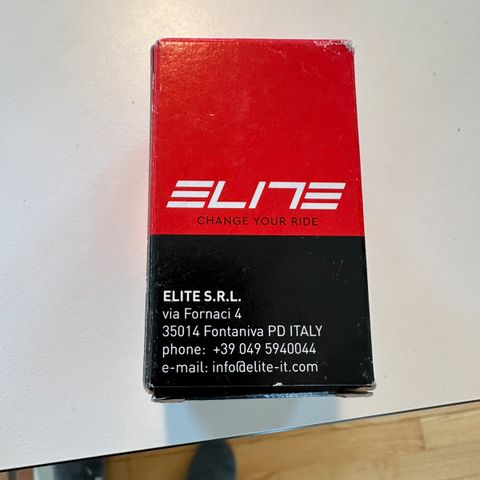 ELITE
CHANGE YOUR RIDE
ELITE S.R.L.
via Fornaci 4
35014 Fontaniva PD ITALY
phone: +39 049 5940044
e-mail: info@elite-it.com